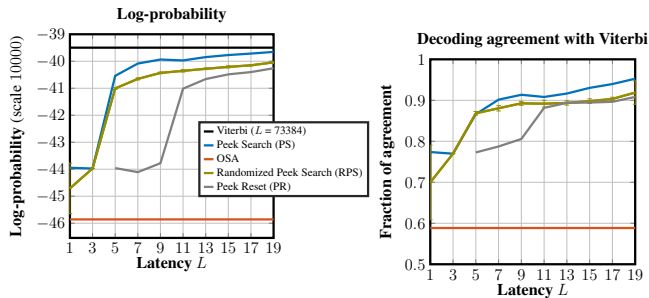 Log-probability
Log-probability (scale 10000)
−39
−40
−41
−42
−43
−44
−45
−46
1 3 5 7 9 11 13 15 17 19
Latency L
Viterbi (L = 73384)
Peek Search (PS)
OSA
Randomized Peek Search (RPS)
Peek Reset (PR)
Decoding agreement with Viterbi
Fraction of agreement
1
0.9
0.8
0.7
0.6
0.5
1 3 5 7 9 11 13 15 17 19
Latency L